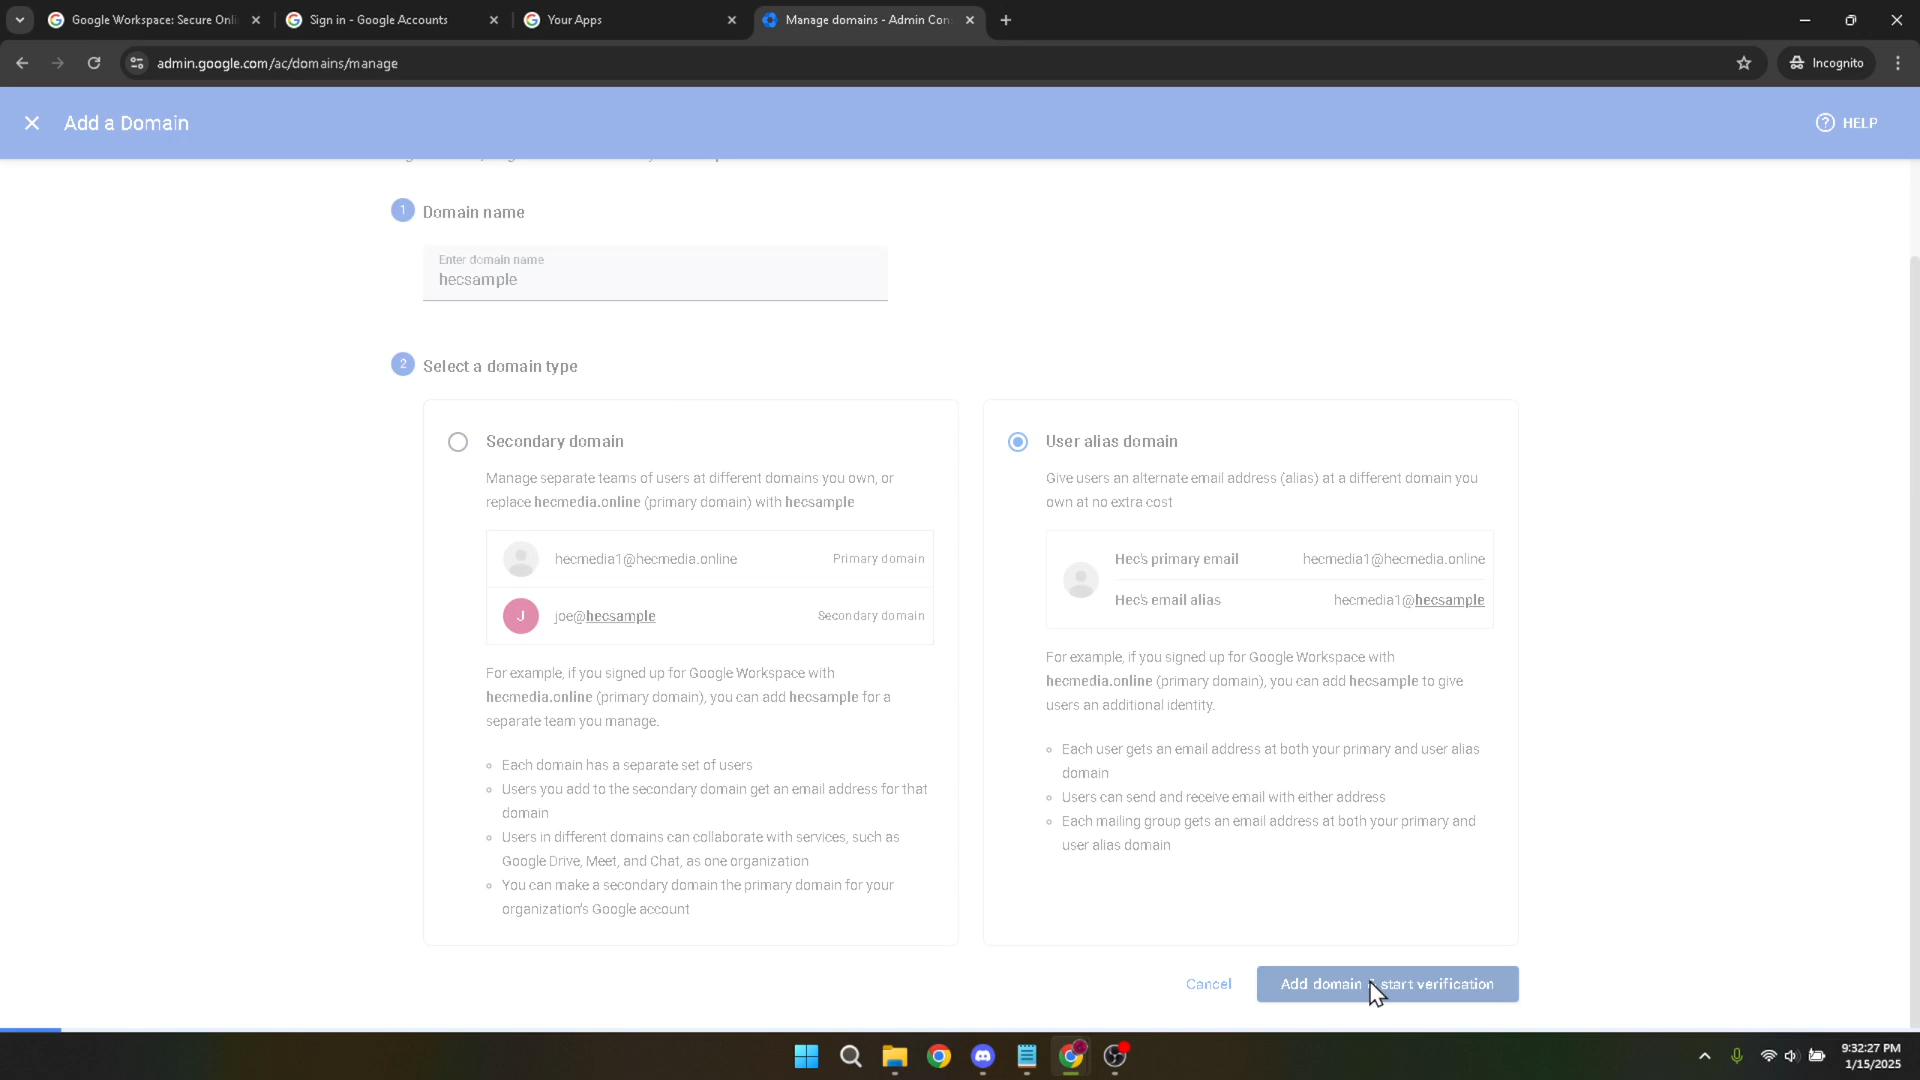 Google Workspace: Secure Onli
Sign in - Google Accounts
Your Apps
Manage domains - Admin Con
admin.google.com/ac/domains/manage
Incognito
Add a Domain
HELP
1 Domain name
Enter domain name
hecsample
2 Select a domain type
Secondary domain
Manage separate teams of users at different domains you own, or
replace hecmedia.online (primary domain) with hecsample
hecmedia1@hecmedia.online Primary domain
J joe@hecsample Secondary domain
For example, if you signed up for Google Workspace with
hecmedia.online (primary domain), you can add hecsample for a
separate team you manage.
Each domain has a separate set of users
Users you add to the secondary domain get an email address for that
domain
Users in different domains can collaborate with services, such as
Google Drive, Meet, and Chat, as one organization
You can make a secondary domain the primary domain for your
organization's Google account
User alias domain
Give users an alternate email address (alias) at a different domain you
own at no extra cost
Hec's primary email hecmedia1@hecmedia.online
Hec's email alias hecmedia1@hecsample
For example, if you signed up for Google Workspace with
hecmedia.online (primary domain), you can add hecsample to give
users an additional identity.
Each user gets an email address at both your primary and user alias
domain
Users can send and receive email with either address
Each mailing group gets an email address at both your primary and
user alias domain
Cancel
Add domain & start verification
9:32:27 PM
1/15/2025